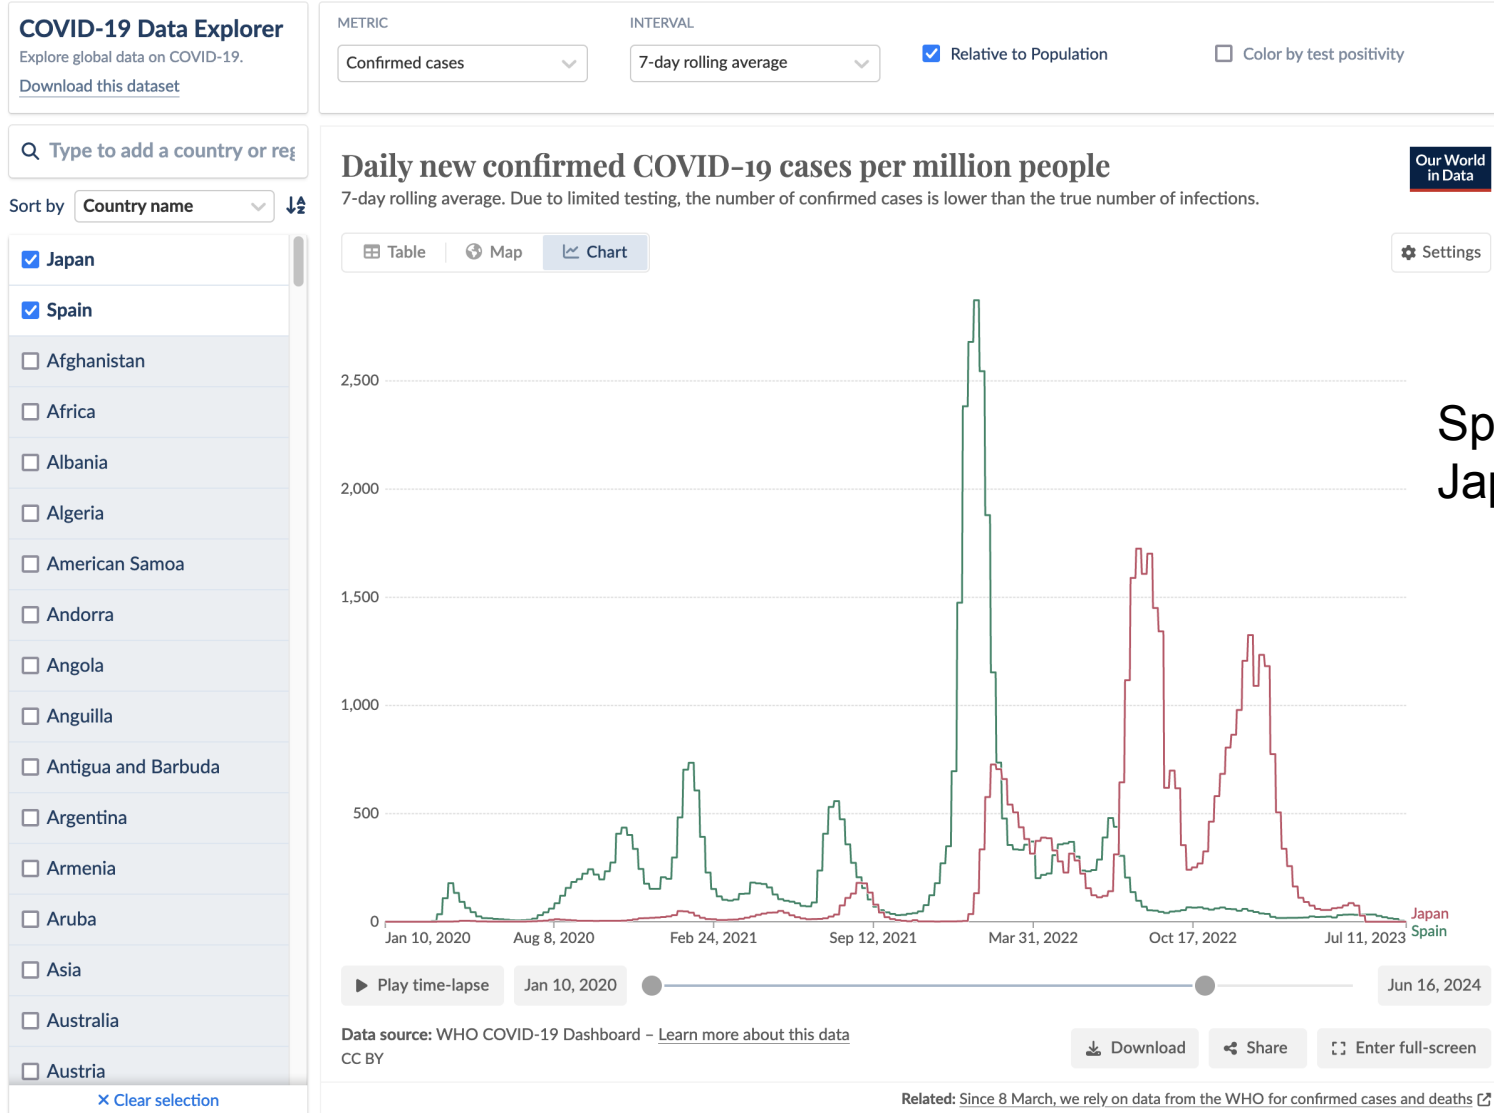 COVID-19 Data Explorer
Explore global data on COVID-19.
Download this dataset
METRIC
Confirmed cases
INTERVAL
7-day rolling average
Relative to Population
Color by test positivity
Type to add a country or reg
Sort by Country name
Japan
Spain
Afghanistan
Africa
Albania
Algeria
American Samoa
Andorra
Angola
Anguilla
Antigua and Barbuda
Argentina
Armenia
Aruba
Asia
Australia
Austria
× Clear selection
Daily new confirmed COVID-19 cases per million people
7-day rolling average. Due to limited testing, the number of confirmed cases is lower than the true number of infections.
Our World
in Data
Table
Map
Chart
Settings
2,500
2,000
1,500
1,000
500
0
Jan 10, 2020
Aug 8, 2020
Feb 24, 2021
Sep 12, 2021
Mar 31, 2022
Oct 17, 2022
Jul 11, 2023
Japan
Spain
Sp
Jap
Play time-lapse
Jan 10, 2020
Jun 16, 2024
Data source: WHO COVID-19 Dashboard – Learn more about this data
CC BY
Download
Share
Enter full-screen
Related: Since 8 March, we rely on data from the WHO for confirmed cases and deaths